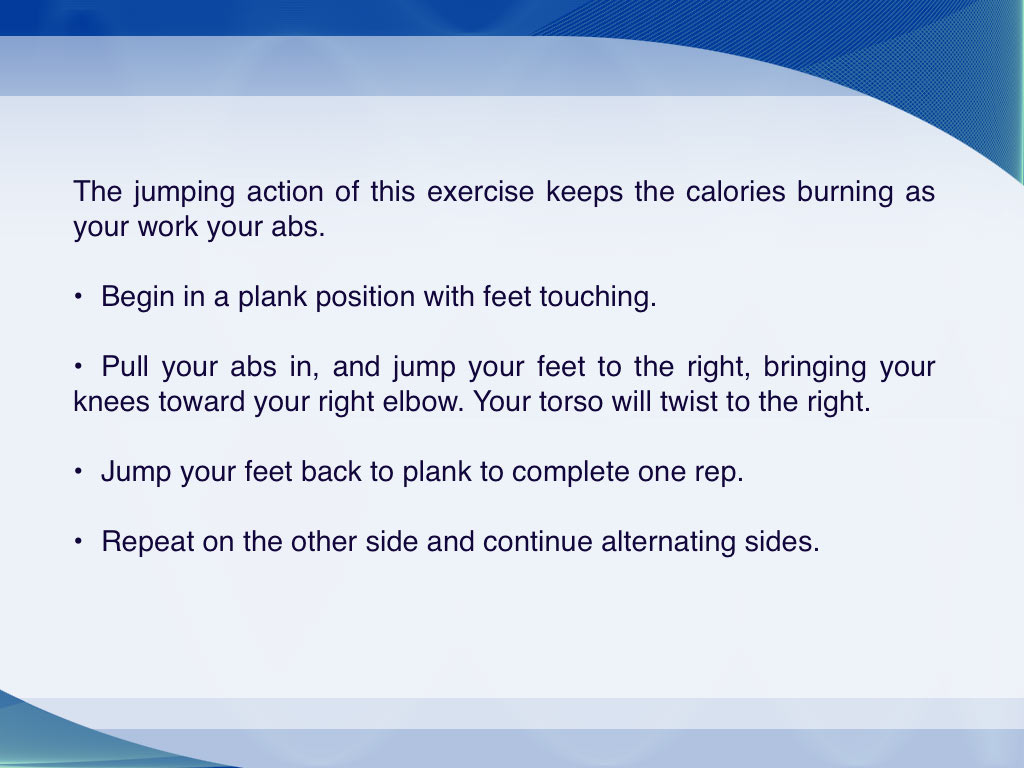 The jumping action of this exercise keeps the calories burning as
your work your abs.
• Begin in a plank position with feet touching.
• Pull your abs in, and jump your feet to the right, bringing your
knees toward your right elbow. Your torso will twist to the right.
• Jump your feet back to plank to complete one rep.
• Repeat on the other side and continue alternating sides.